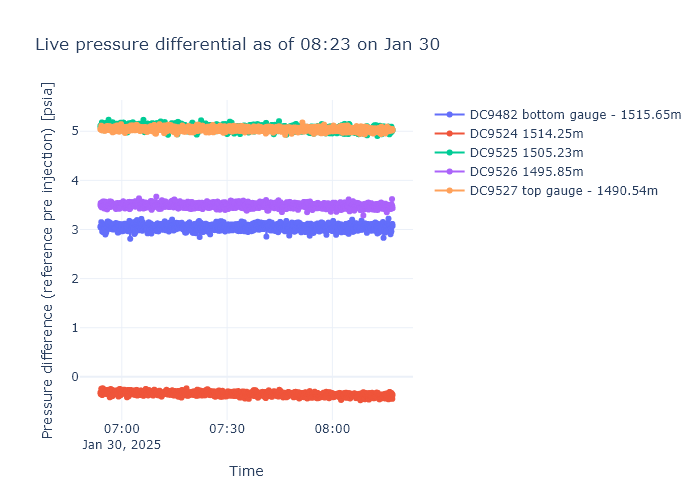 Live pressure differential as of 08:23 on Jan 30
Pressure difference (reference pre injection) [psia]
5
4
3
2
1
0
07:00
07:30
08:00
Jan 30, 2025
Time
DC9482 bottom gauge - 1515.65m
DC9524 1514.25m
DC9525 1505.23m
DC9526 1495.85m
DC9527 top gauge - 1490.54m